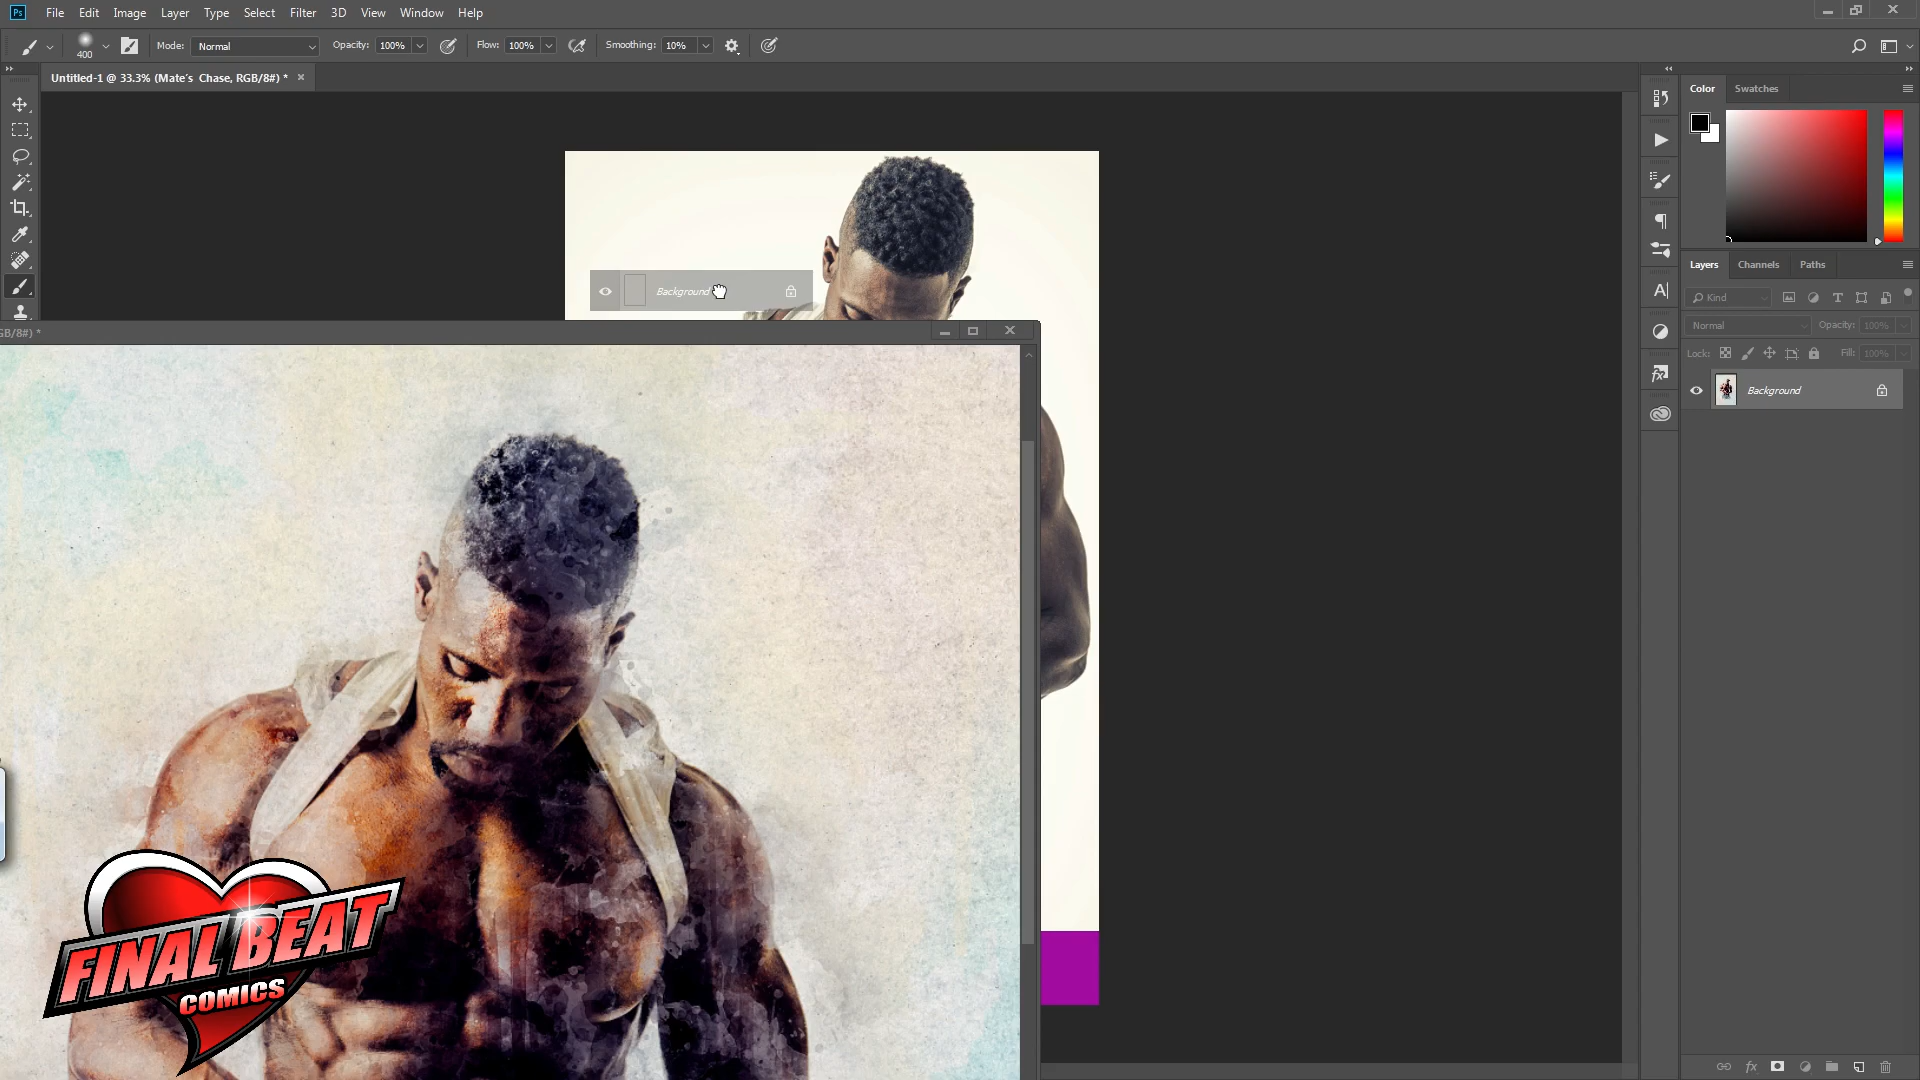 Ps File Edit Image Layer Type Select Filter 3D View Window Help
400 Mode: Normal Opacity: 100% Flow: 100% Smoothing: 10%
Untitled-1 @ 33.3% (Mate's Chase, RGB/8#) *
Color Swatches
Background
GB/8#) *
Layers Channels Paths
Kind
Normal Opacity: 100%
Lock: Fill: 100%
Background
FINAL BEAT
COMICS